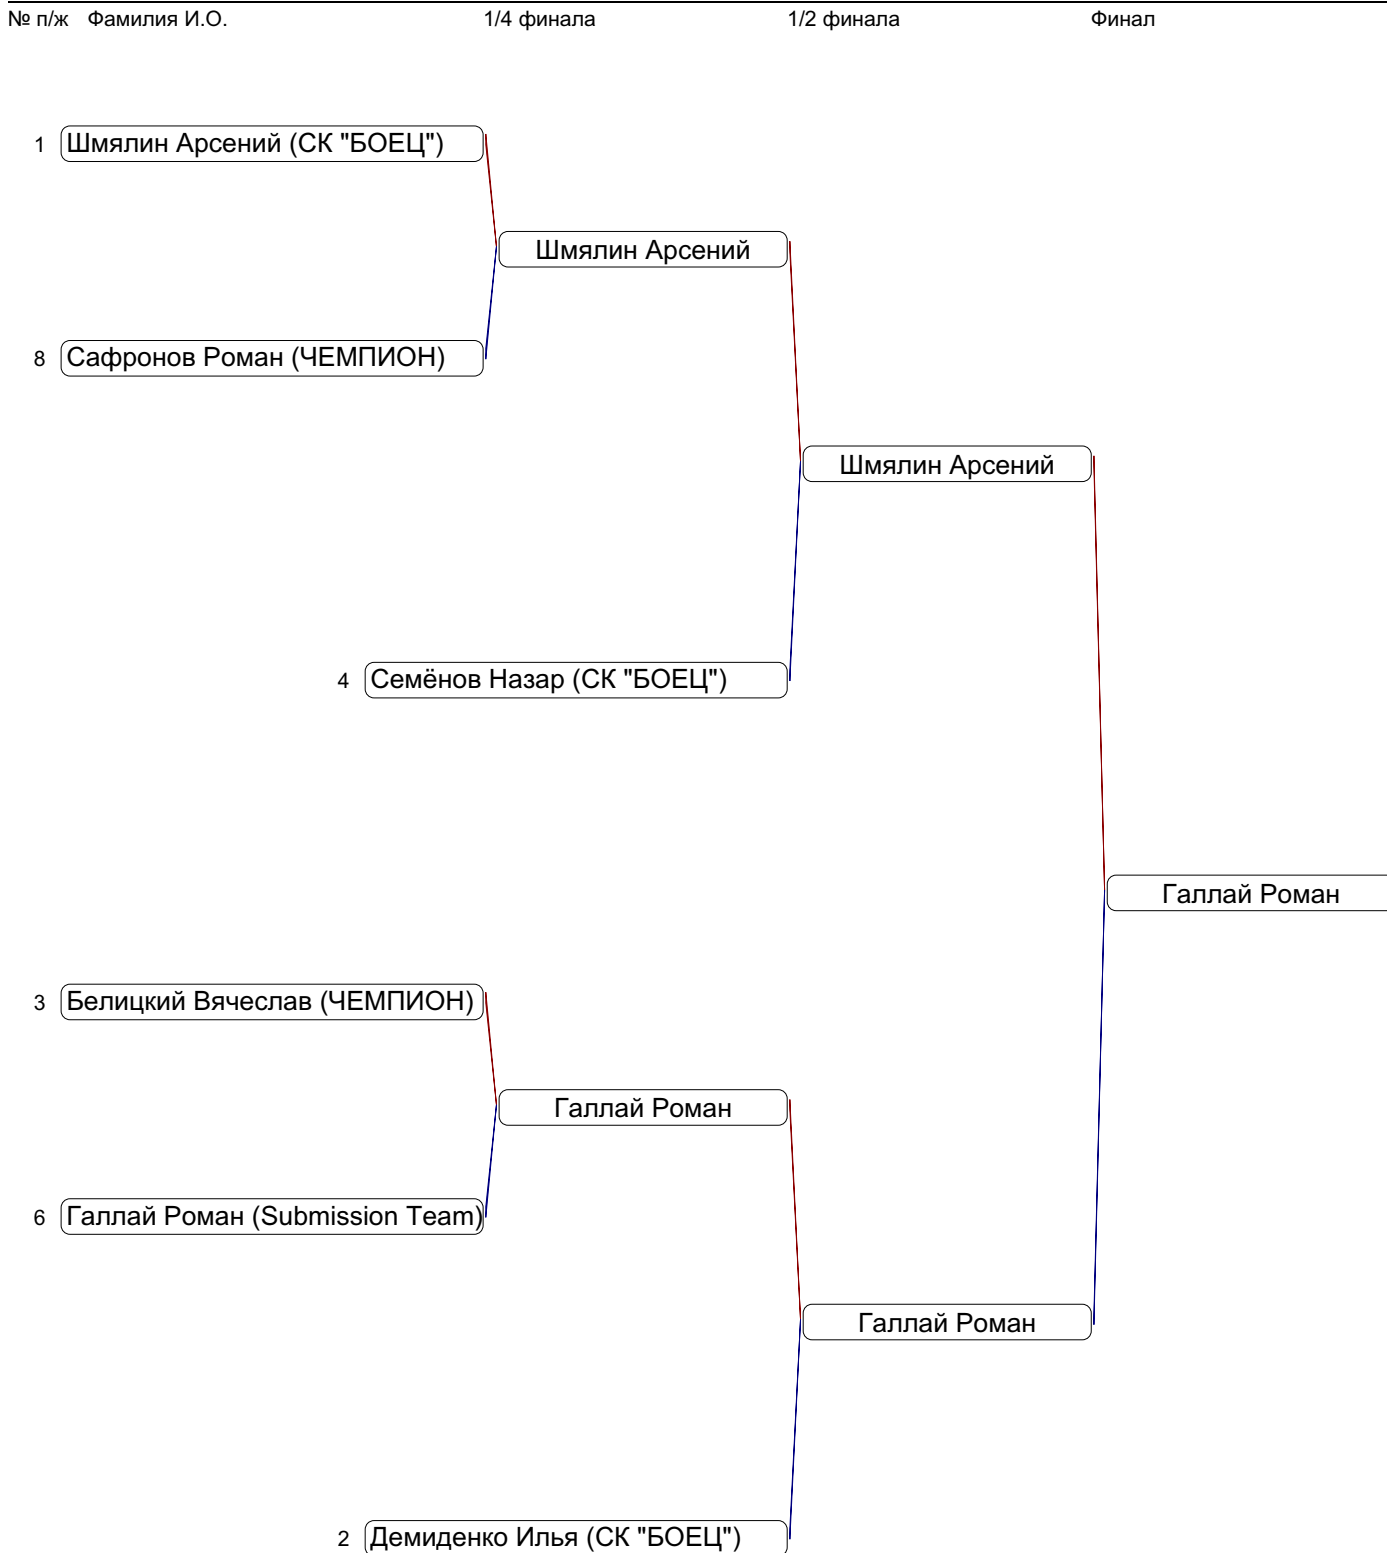 № п/ж Фамилия И.О. 1/4 финала 1/2 финала Финал
1 Шмялин Арсений (СК "БОЕЦ")
Шмялин Арсений
8 Сафронов Роман (ЧЕМПИОН)
Шмялин Арсений
4 Семёнов Назар (СК "БОЕЦ")
Галлай Роман
3 Белицкий Вячеслав (ЧЕМПИОН)
Галлай Роман
6 Галлай Роман (Submission Team)
Галлай Роман
2 Демиденко Илья (СК "БОЕЦ")